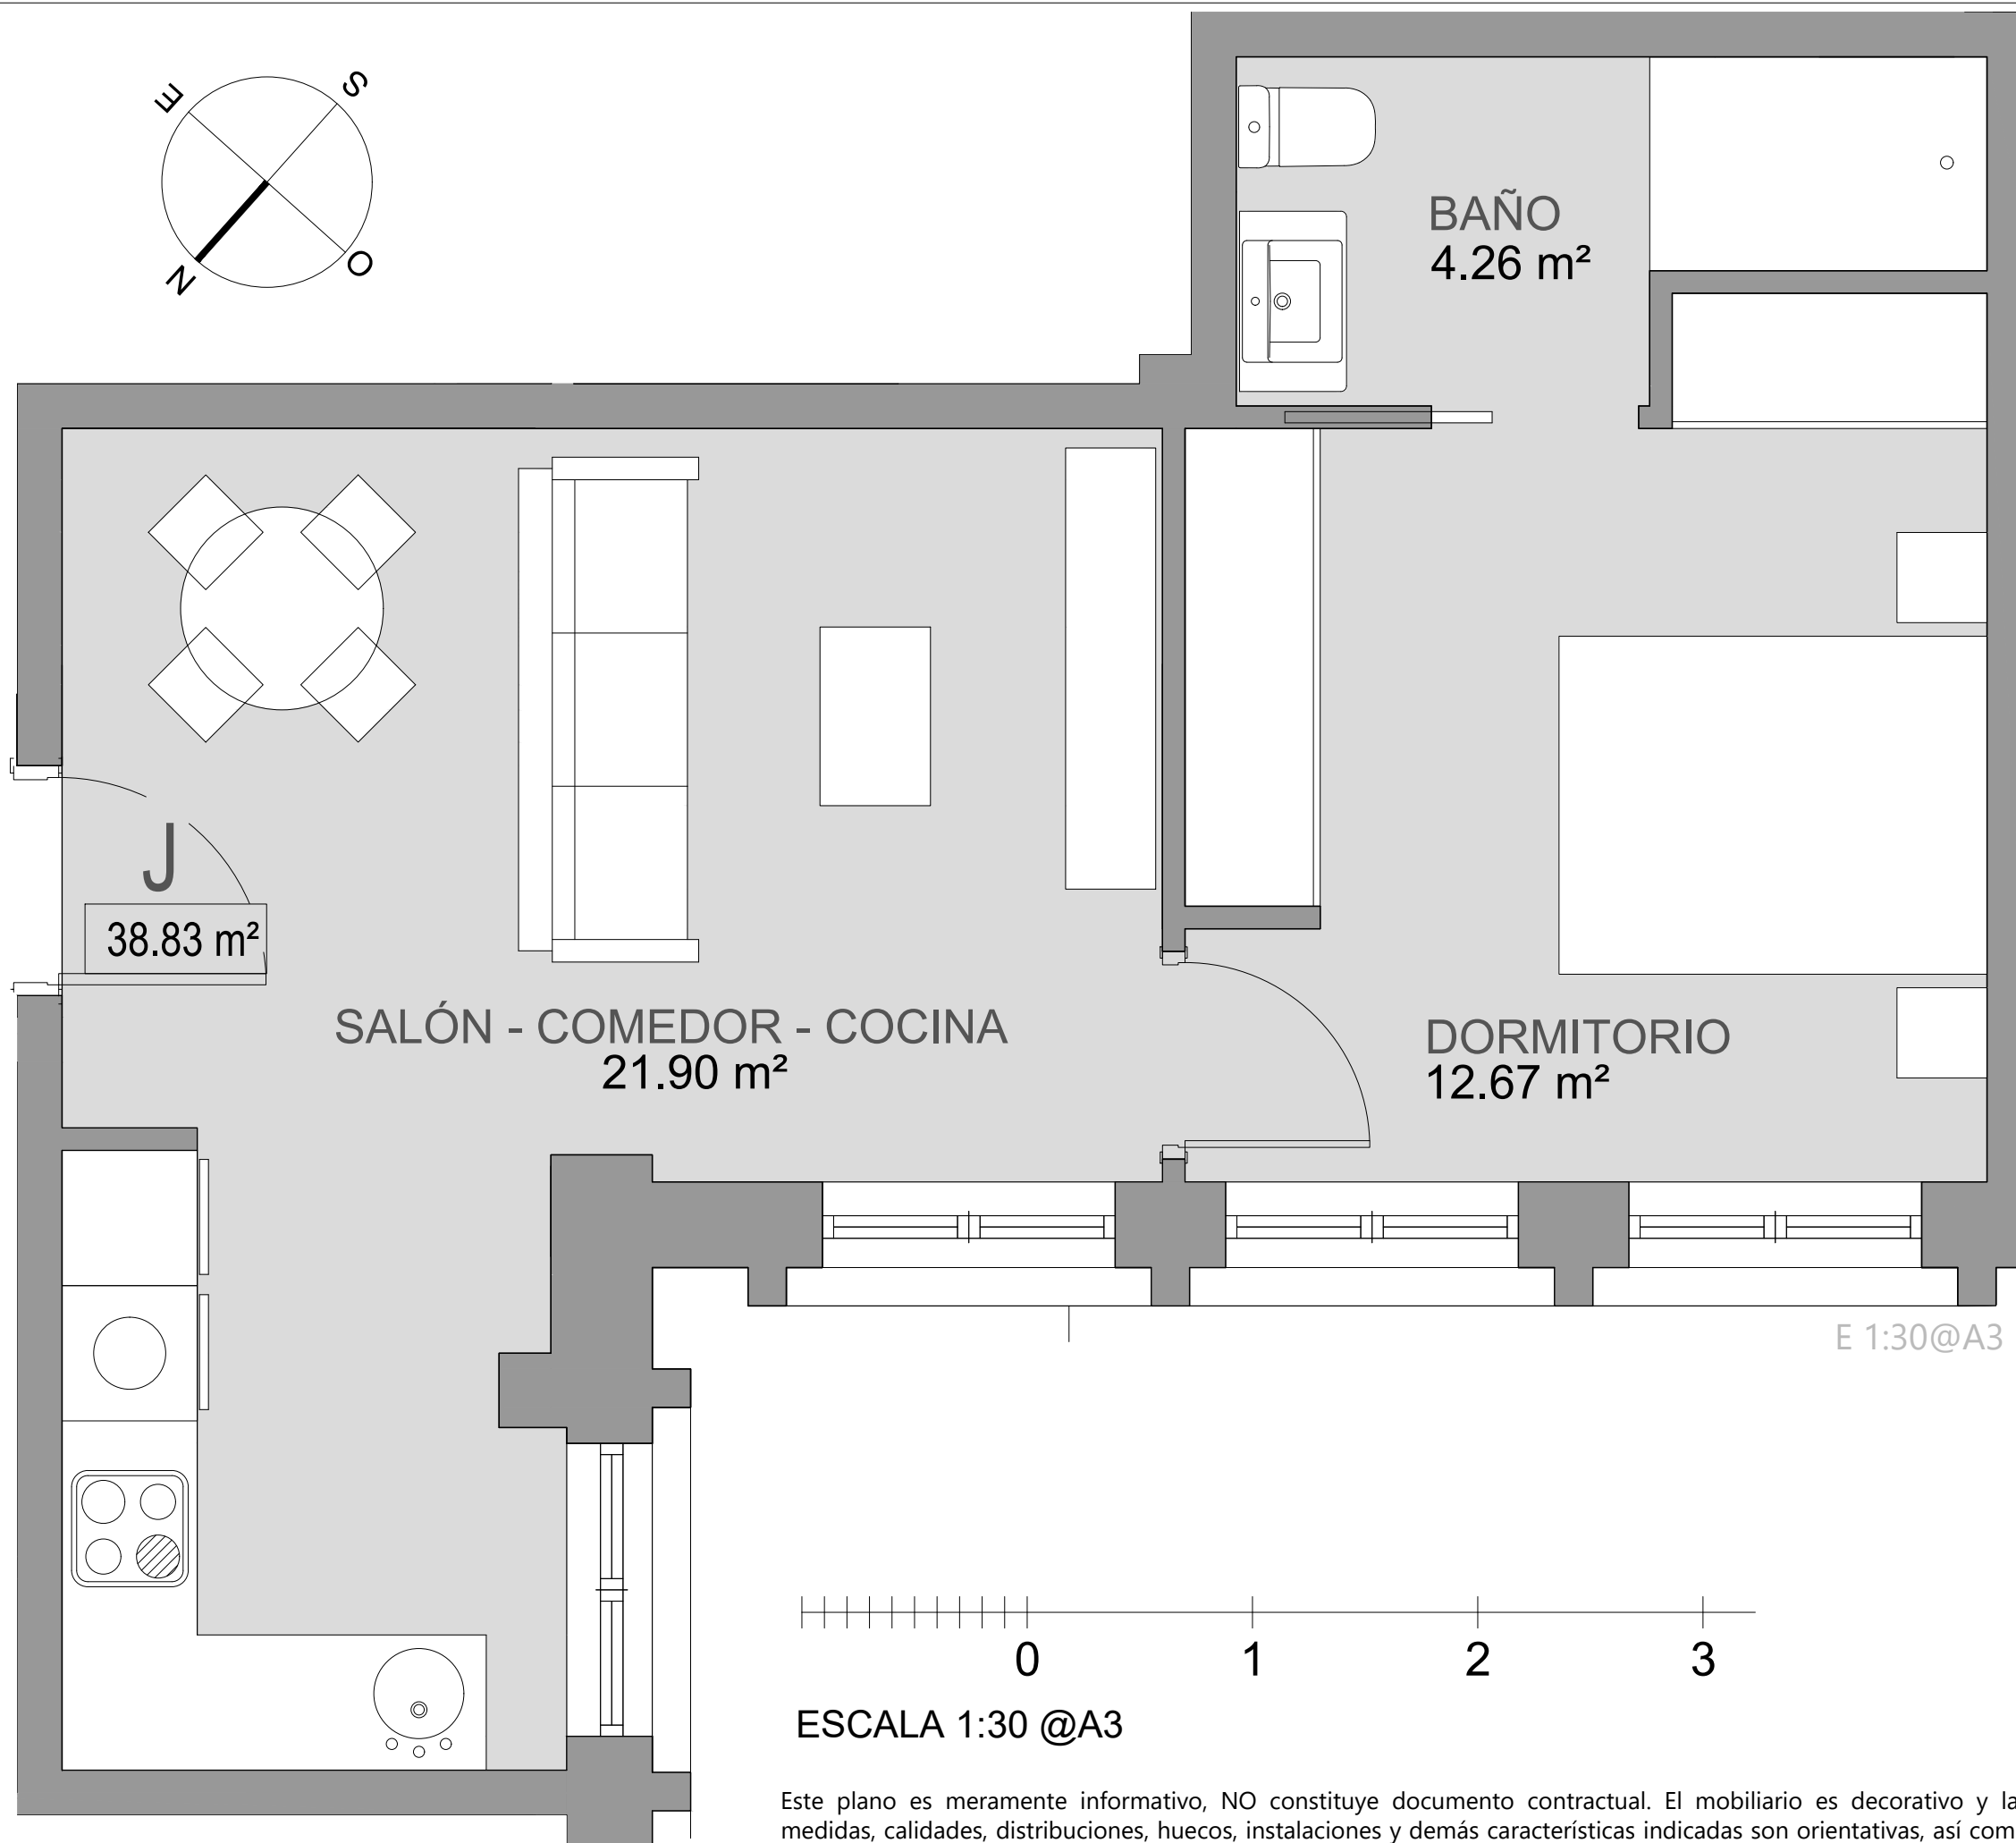 E
S
N
O
BAÑO
4.26 m²
J
38.83 m²
SALÓN - COMEDOR - COCINA
21.90 m²
DORMITORIO
12.67 m²
E 1:30@A3
0 1 2 3
ESCALA 1:30 @A3
Este plano es meramente informativo, NO constituye documento contractual. El mobiliario es decorativo y la
medidas, calidades, distribuciones, huecos, instalaciones y demás características indicadas son orientativas, así com